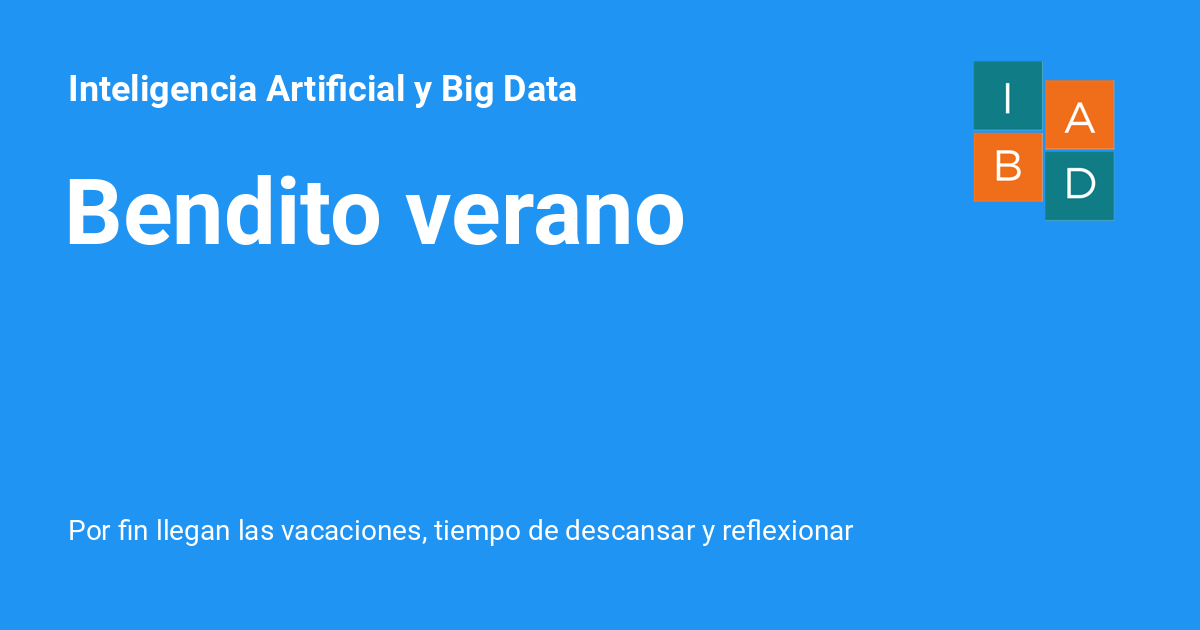 Inteligencia Artificial y Big Data
I
A
B
D
Bendito verano
Por fin llegan las vacaciones, tiempo de descansar y reflexionar